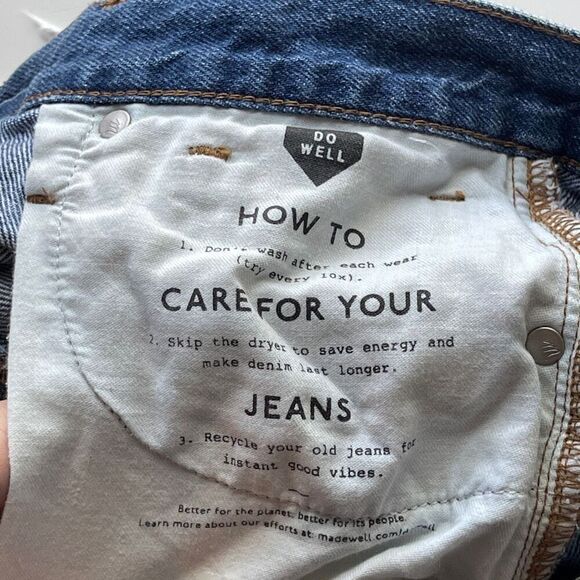 DO
WELL
HOW TO
1. Don't wash after each wear
(try every 10x).
CARE FOR YOUR
2. Skip the dryer to save energy and
make denim last longer.
JEANS
3. Recycle your old jeans for
instant good vibes.
Better for the planet, better for its people.
Learn more about our efforts at: madewell.com/